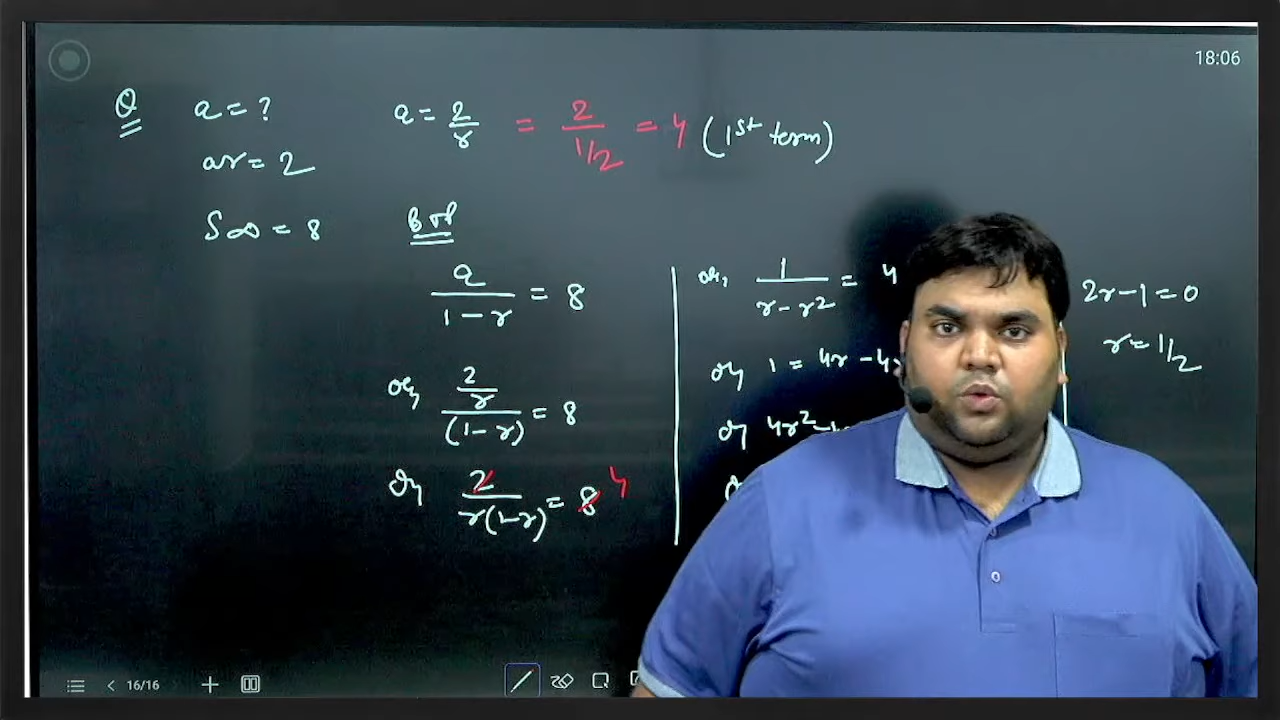 18:06
Q a = ?
ar = 2
S∞ = 8
a = 2/r = 2/1/2 = 4 (1st term)
a/1-r = 8
or, 2/r/(1-r) = 8
or 2/r(1-r) = 8 4
or, 1/r-r² = 4
or 1 = 4r - 4
or 4r²-
2r-1=0
r = 1/2
16/16